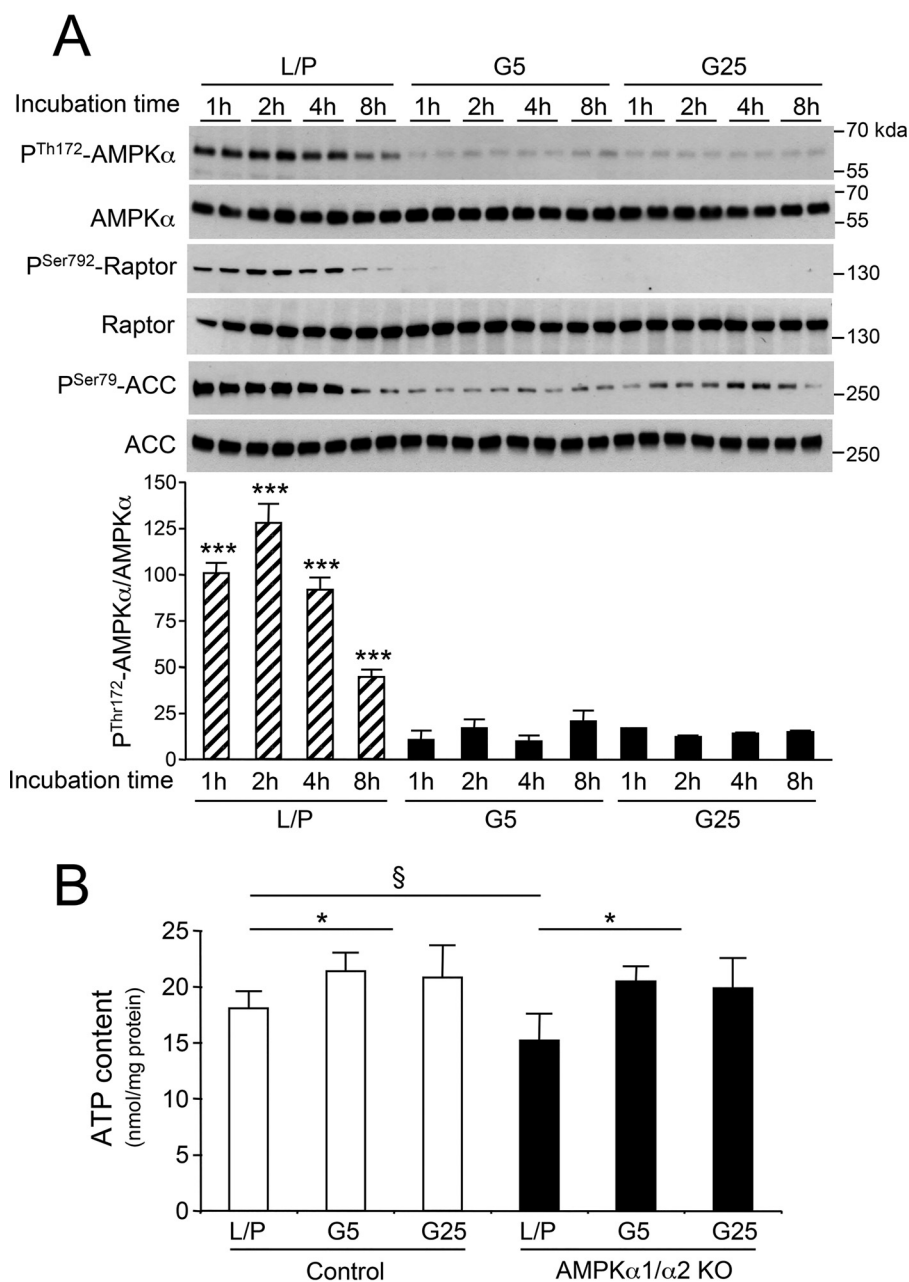 A
L/P G5 G25
Incubation time 1h 2h 4h 8h 1h 2h 4h 8h 1h 2h 4h 8h
PTh172-AMPKα 70 kda
55
AMPKα 70
55
PSer792-Raptor 130
Raptor 130
PSer79-ACC 250
ACC 250
PThr172-AMPKα/AMPKα
150
125
100
75
50
25
0
*** *** *** ***
Incubation time 1h 2h 4h 8h 1h 2h 4h 8h 1h 2h 4h 8h
L/P G5 G25
B
§
* *
ATP content
(nmol/mg protein)
25
20
15
10
5
0
L/P G5 G25 L/P G5 G25
Control AMPKα1/α2 KO